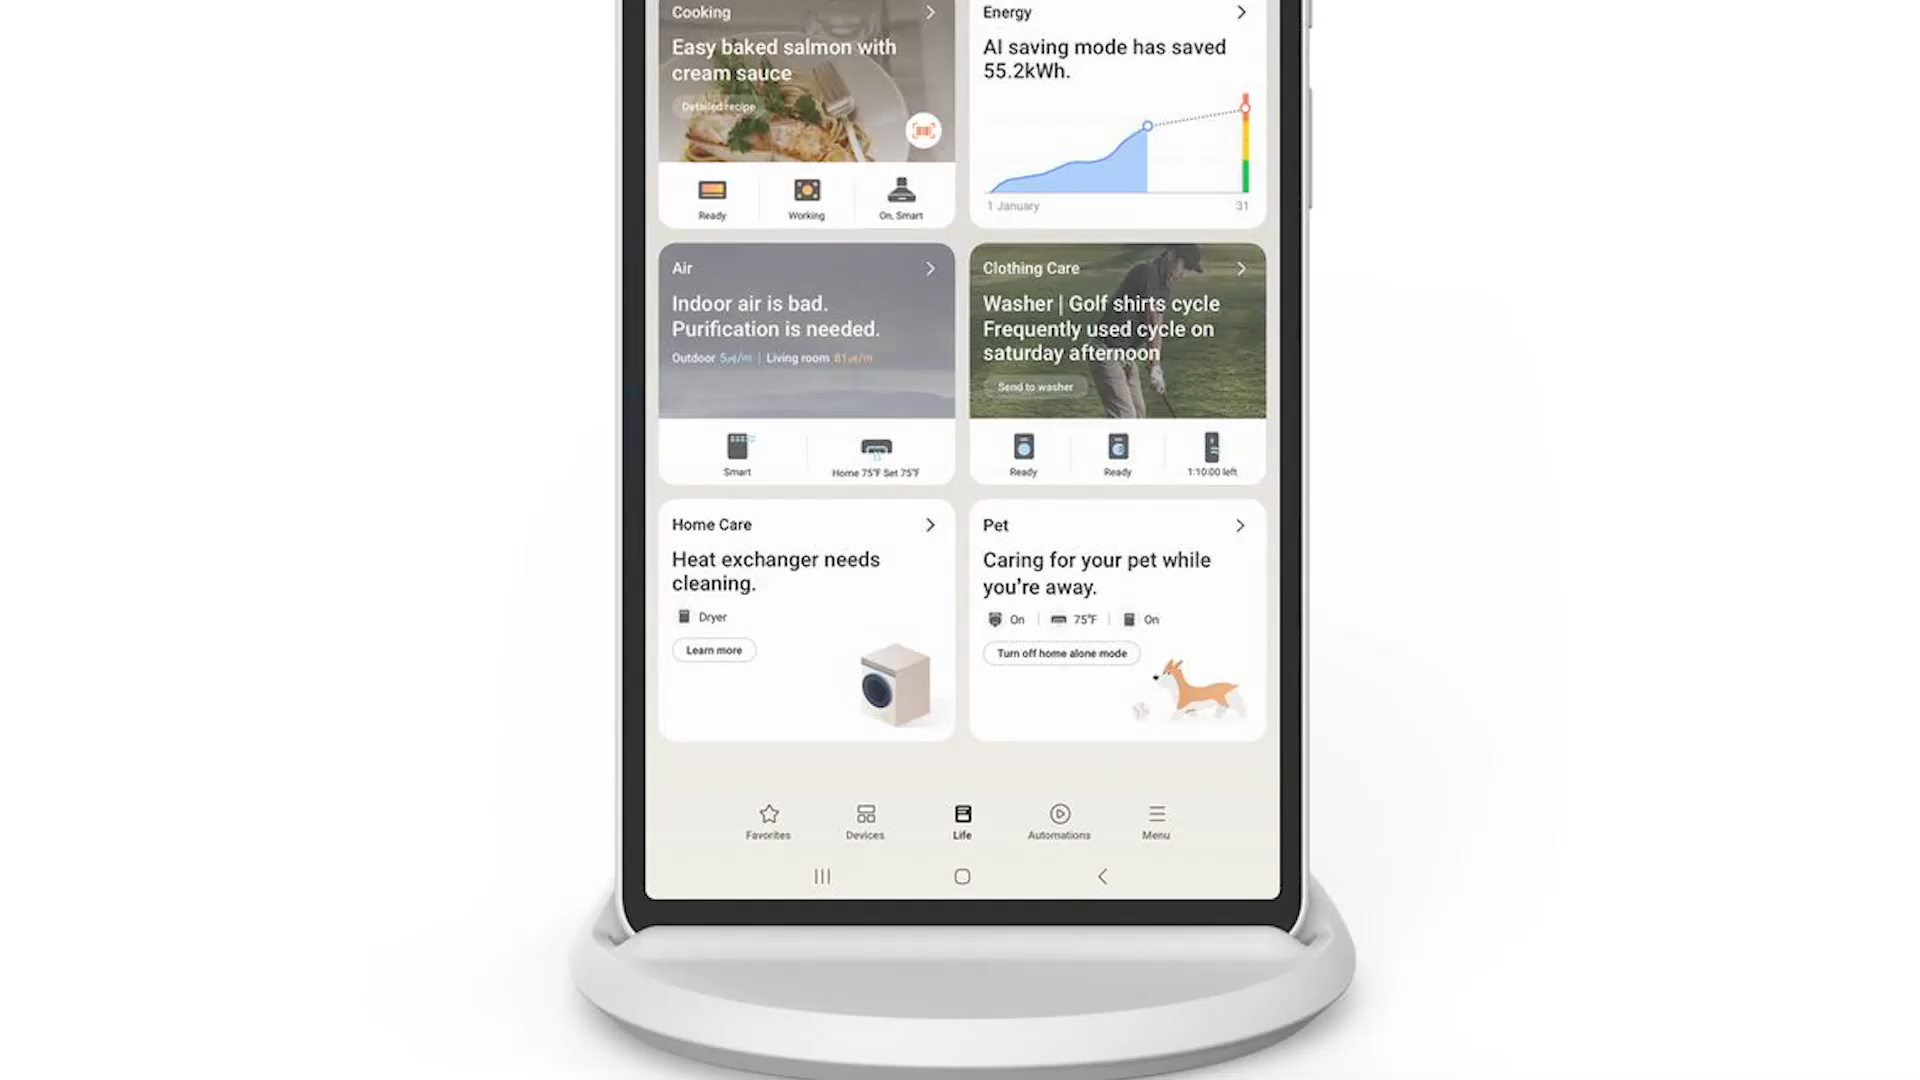 Cooking
Easy baked salmon with
cream sauce
Detailed recipe
Ready
Working
On, Smart
Energy
AI saving mode has saved
55.2kWh.
1 January
31
Air
Indoor air is bad.
Purification is needed.
Outdoor | Living room
Smart
Home 75°F Set 75°F
Clothing Care
Washer | Golf shirts cycle
Frequently used cycle on
saturday afternoon
Send to washer
Ready
Ready
1:10:00 left
Home Care
Heat exchanger needs
cleaning.
Dryer
Learn more
Pet
Caring for your pet while
you're away.
On | 75°F | On
Turn off home alone mode
Favorites
Devices
Life
Automations
Menu